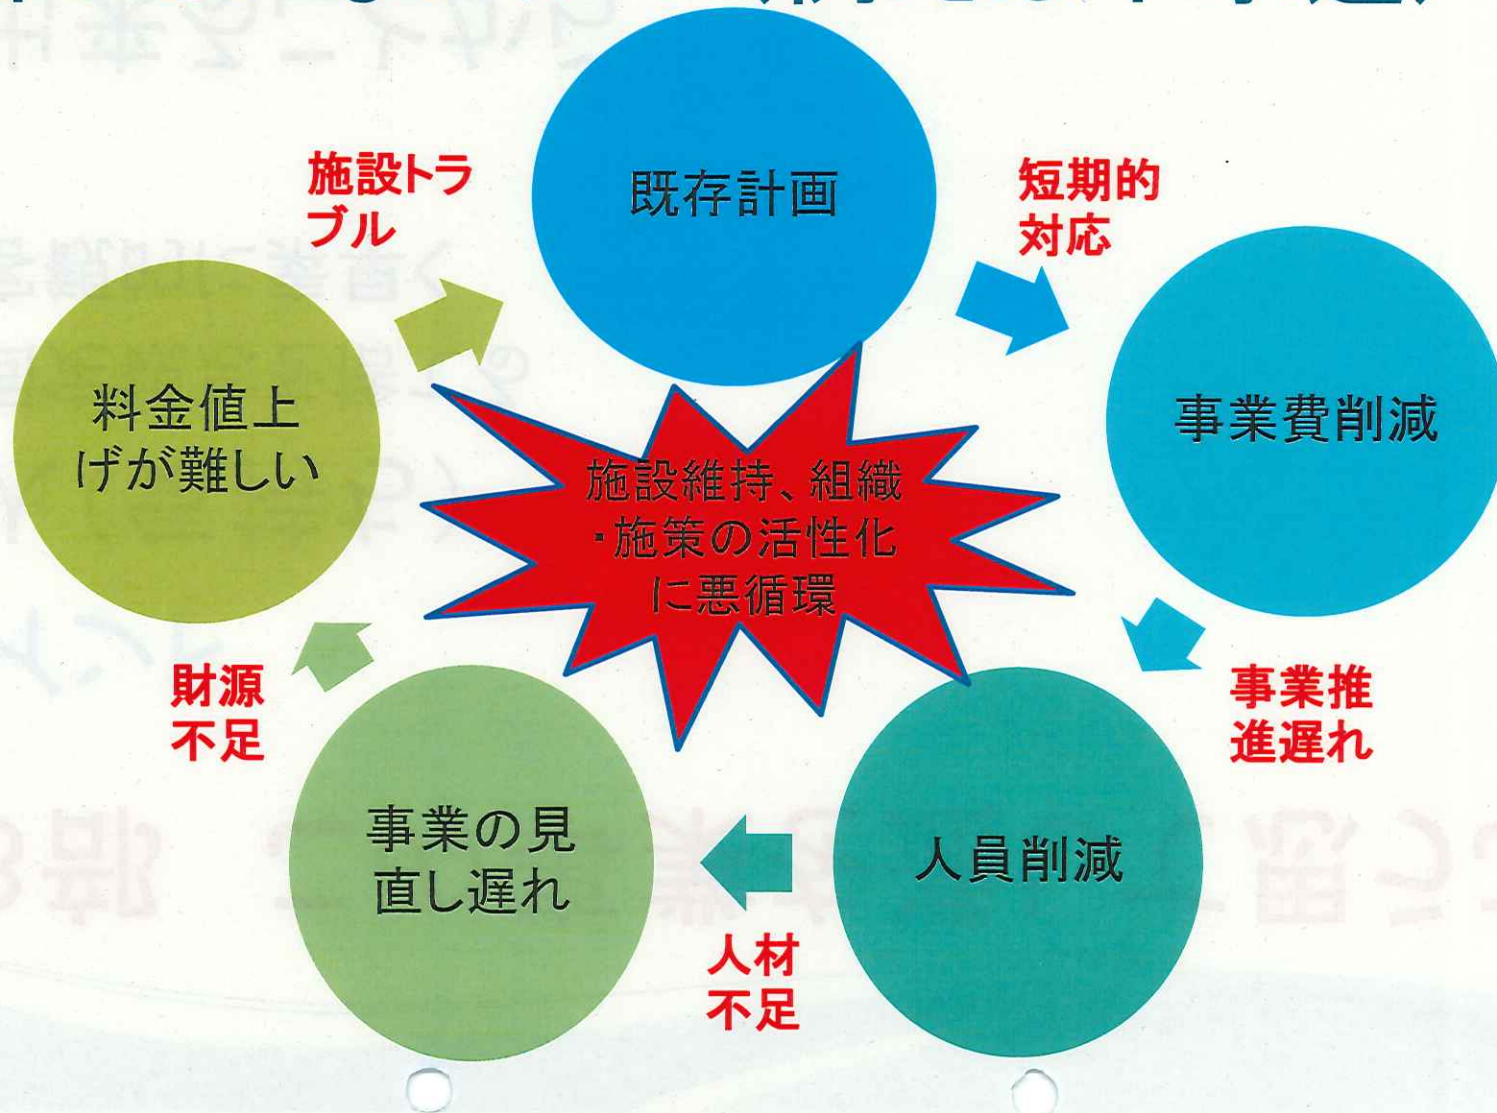 既存計画
短期的
対応
事業費削減
事業推
進遅れ
人員削減
人材
不足
事業の見
直し遅れ
財源
不足
料金値上
げが難しい
施設トラ
ブル
施設維持、組織
・施策の活性化
に悪循環